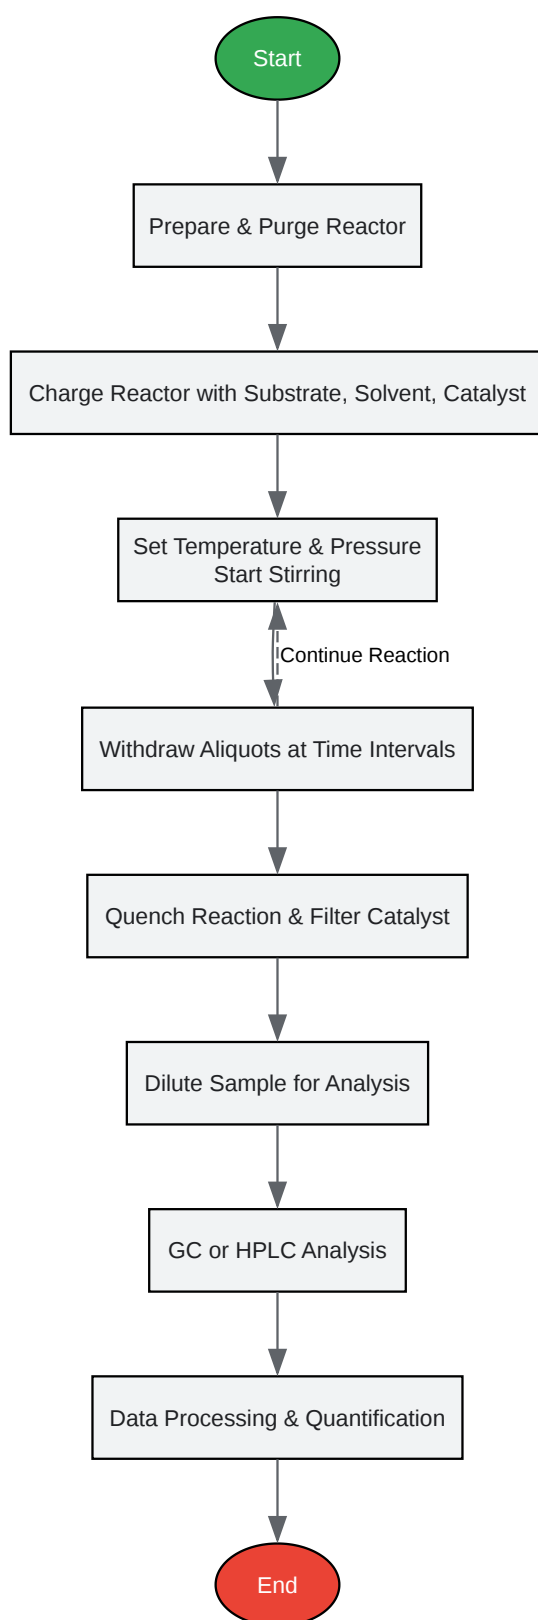 Start
Prepare & Purge Reactor
Charge Reactor with Substrate, Solvent, Catalyst
Set Temperature & Pressure
Start Stirring
Continue Reaction
Withdraw Aliquots at Time Intervals
Quench Reaction & Filter Catalyst
Dilute Sample for Analysis
GC or HPLC Analysis
Data Processing & Quantification
End